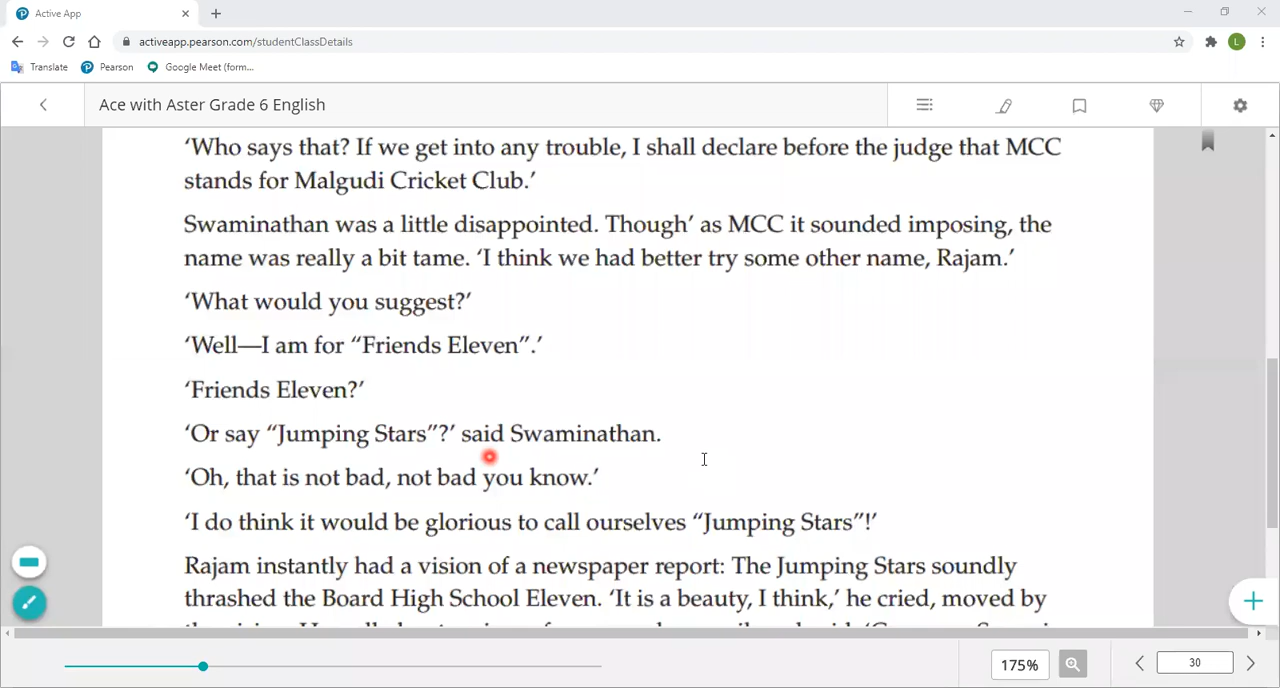 Active App
activeapp.pearson.com/studentClassDetails
L
Translate Pearson Google Meet (form...
Ace with Aster Grade 6 English
‘Who says that? If we get into any trouble, I shall declare before the judge that MCC
stands for Malgudi Cricket Club.’
Swaminathan was a little disappointed. Though’ as MCC it sounded imposing, the
name was really a bit tame. ‘I think we had better try some other name, Rajam.’
‘What would you suggest?’
‘Well—I am for “Friends Eleven”.’
‘Friends Eleven?’
‘Or say “Jumping Stars”?’ said Swaminathan.
‘Oh, that is not bad, not bad you know.’
‘I do think it would be glorious to call ourselves “Jumping Stars”!’
Rajam instantly had a vision of a newspaper report: The Jumping Stars soundly
thrashed the Board High School Eleven. ‘It is a beauty, I think,’ he cried, moved by
175%
30